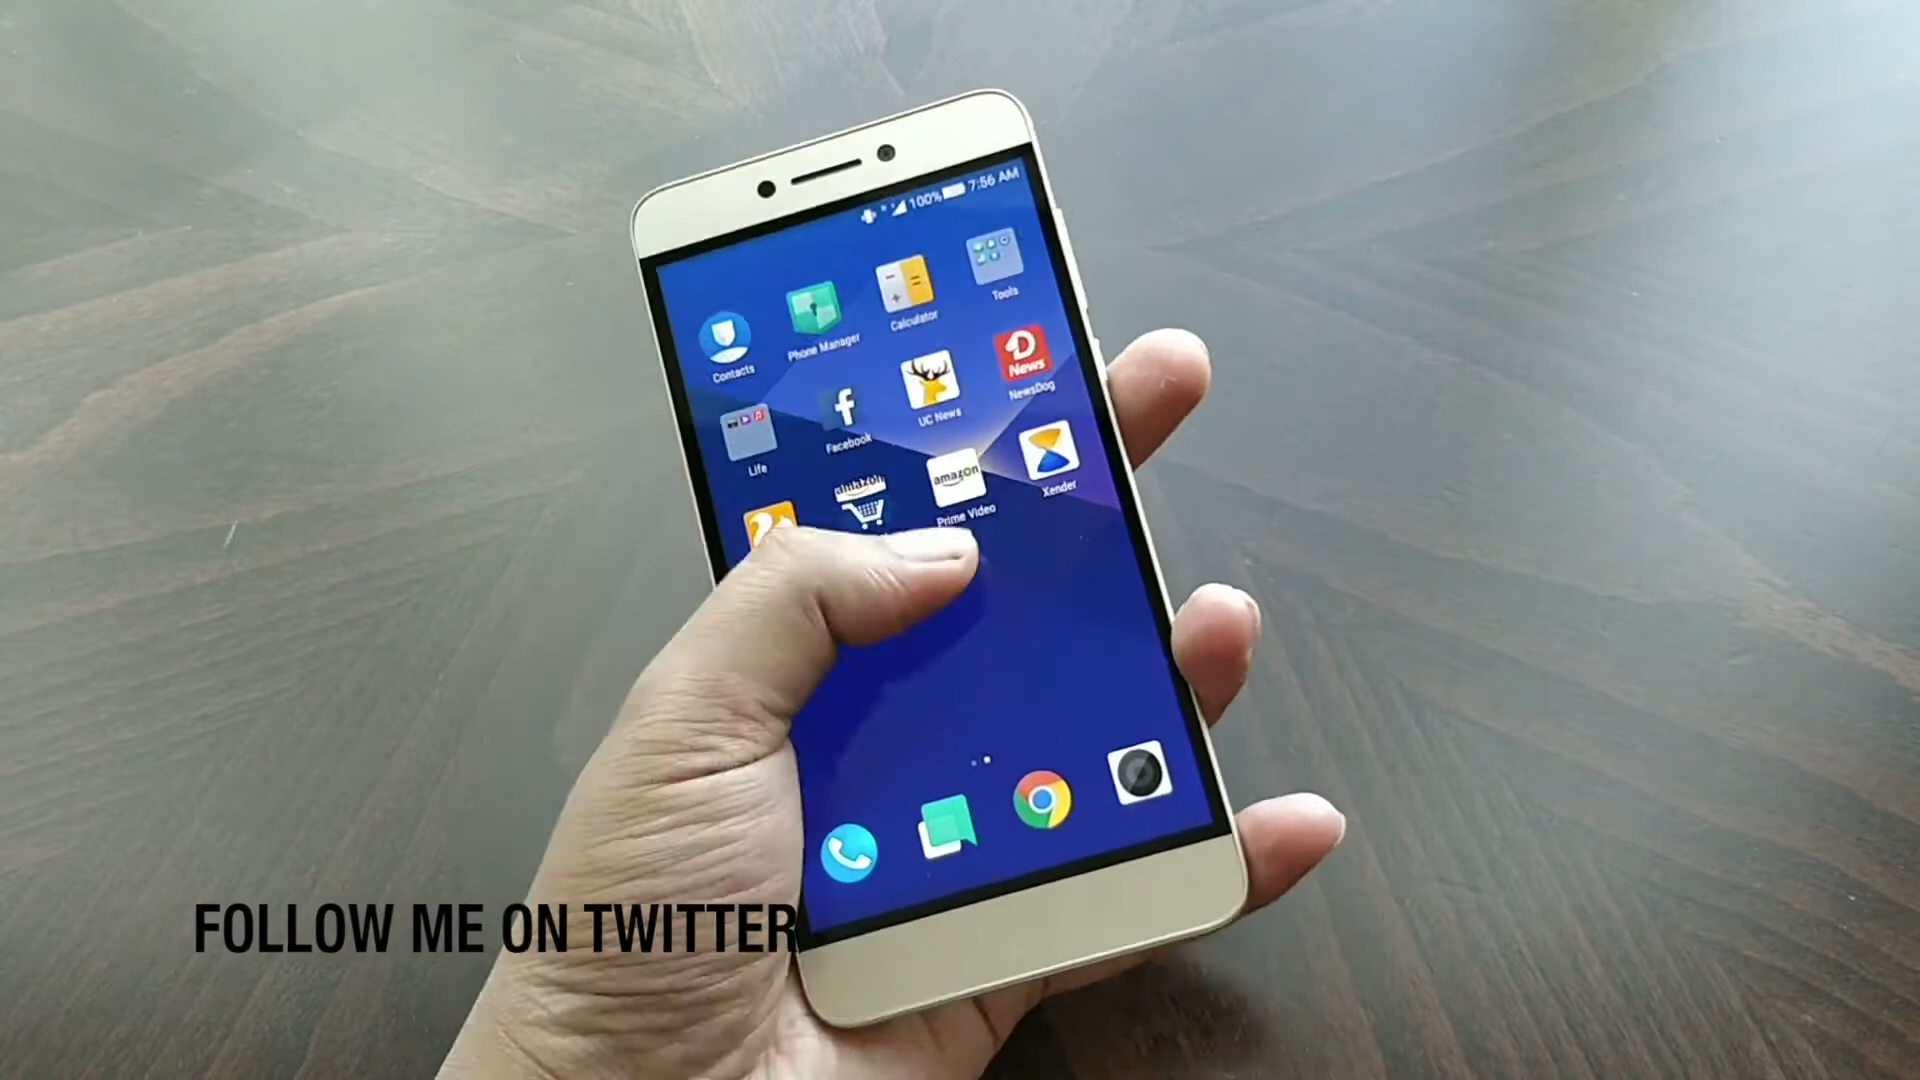 100% 7:56 AM
Contacts
Phone Manager
Calculator
Tools
Life
Facebook
UC News
D
News
NewsDog
amazon
amazon
Prime Video
Xender
FOLLOW ME ON TWITTER